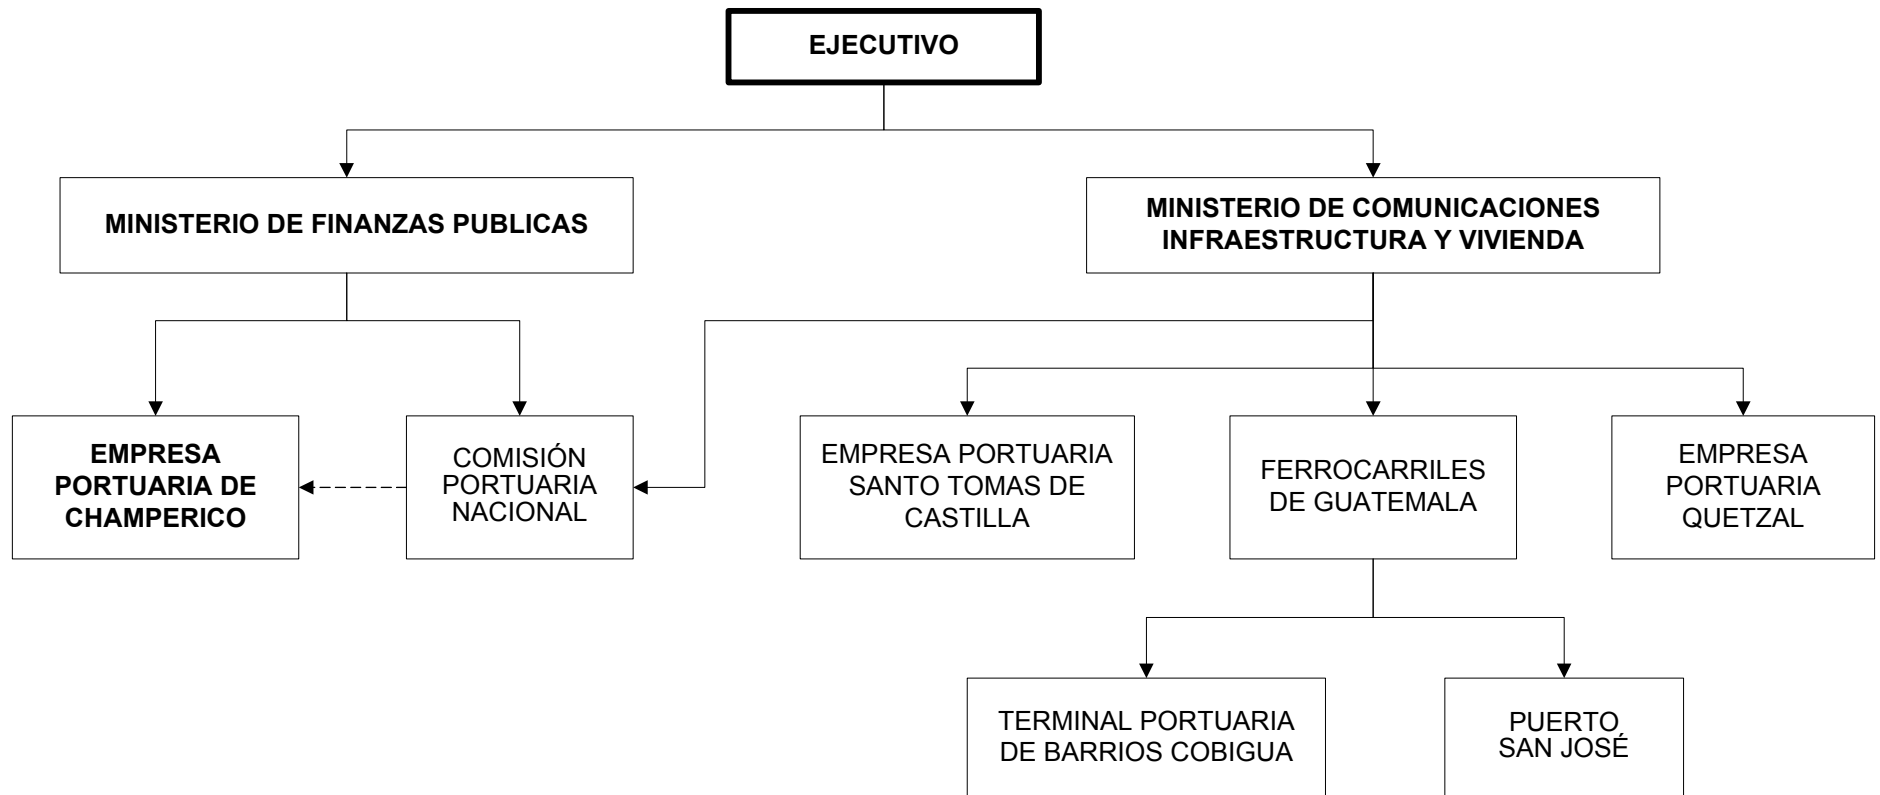 EJECUTIVO
MINISTERIO DE FINANZAS PUBLICAS
MINISTERIO DE COMUNICACIONES
INFRAESTRUCTURA Y VIVIENDA
EMPRESA
PORTUARIA DE
CHAMPERICO
COMISIÓN
PORTUARIA
NACIONAL
EMPRESA PORTUARIA
SANTO TOMAS DE
CASTILLA
FERROCARRILES
DE GUATEMALA
EMPRESA
PORTUARIA
QUETZAL
TERMINAL PORTUARIA
DE BARRIOS COBIGUA
PUERTO
SAN JOSÉ